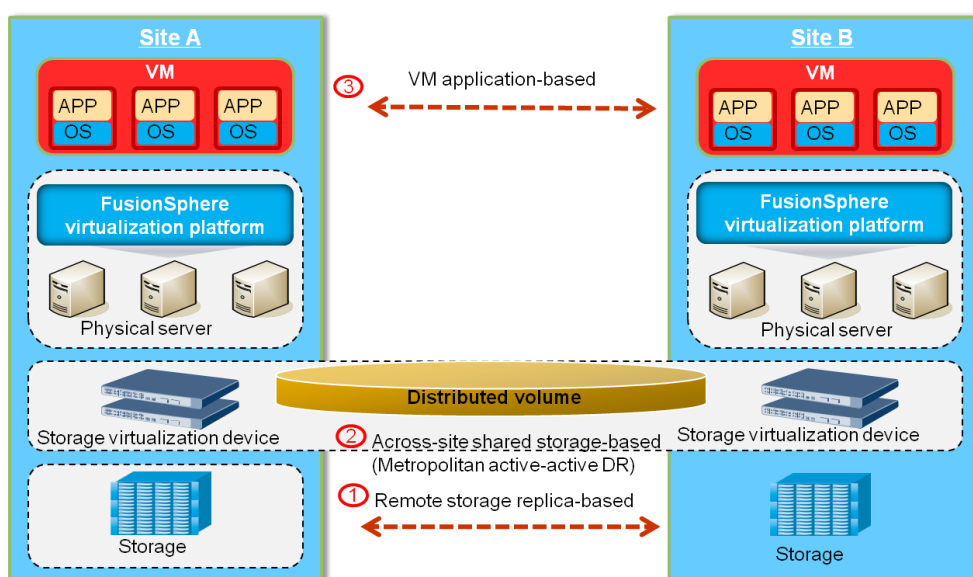 Site A
VM
APP
APP
APP
OS
OS
OS
FusionSphere
virtualization platform
Physical server
Storage virtualization device
Storage
3
VM application-based
Distributed volume
2 Across-site shared storage-based
(Metropolitan active-active DR)
1 Remote storage replica-based
Site B
VM
APP
APP
APP
OS
OS
OS
FusionSphere
virtualization platform
Physical server
Storage virtualization device
Storage